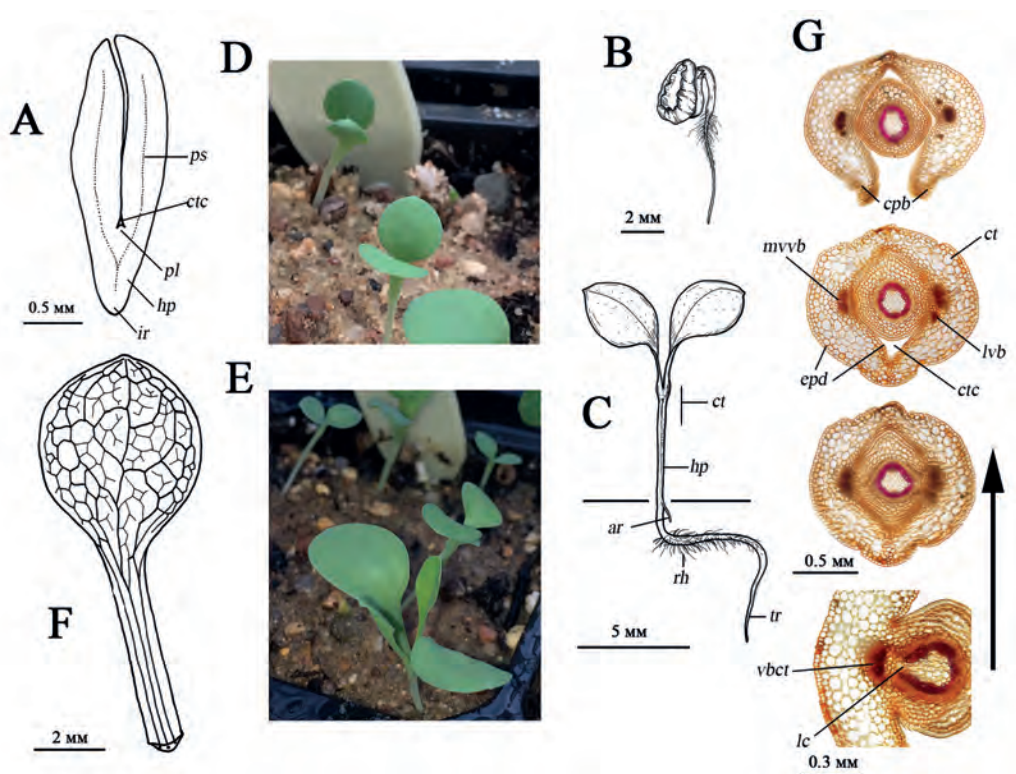 A
ps
ctc
pl
hp
ir
0.5 мм
D
B
2 мм
G
cpb
mvvb
ct
lvb
epd
ctc
E
C
ct
hp
ar
rh
tr
5 мм
0.5 мм
F
2 мм
vbct
lc
0.3 мм